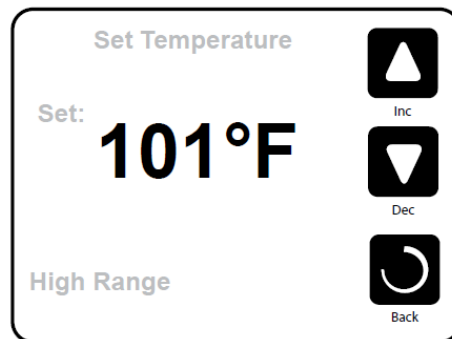 Set Temperature
Inc
Set:
101°F
Dec
High Range
Back